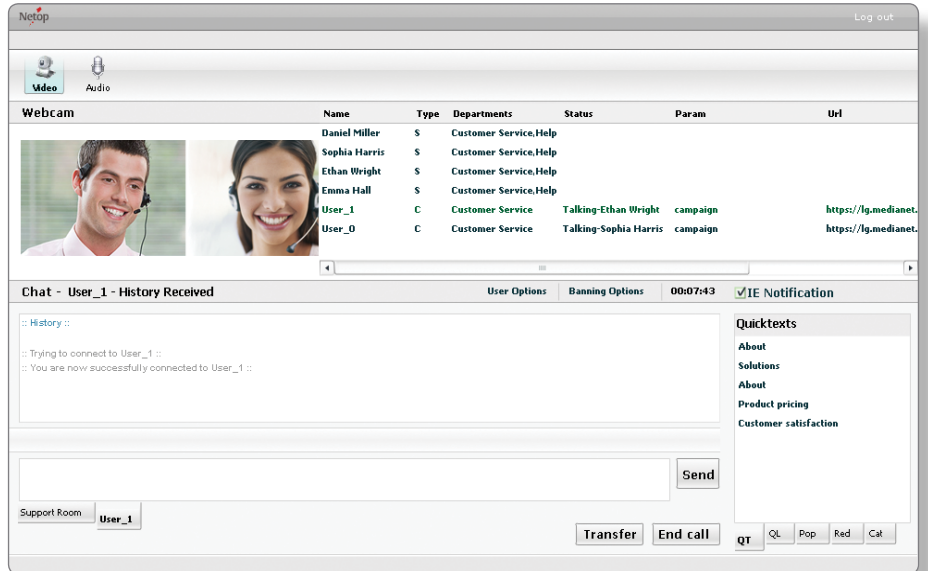 Netop
Log out
Video Audio
Webcam
Name Type Departments Status Param Url
Daniel Miller S Customer Service,Help
Sophia Harris S Customer Service,Help
Ethan Wright S Customer Service,Help
Emma Hall S Customer Service,Help
User_1 C Customer Service Talking-Ethan Wright campaign https://lg.medianet.
User_0 C Customer Service Talking-Sophia Harris campaign https://lg.medianet.
Chat - User_1 - History Received User Options Banning Options 00:07:43 IE Notification
:: History ::
:: Trying to connect to User_1 ::
:: You are now successfully connected to User_1 ::
Quicktexts
About
Solutions
About
Product pricing
Customer satisfaction
Send
Support Room User_1
Transfer End call
QT QL Pop Red Cat